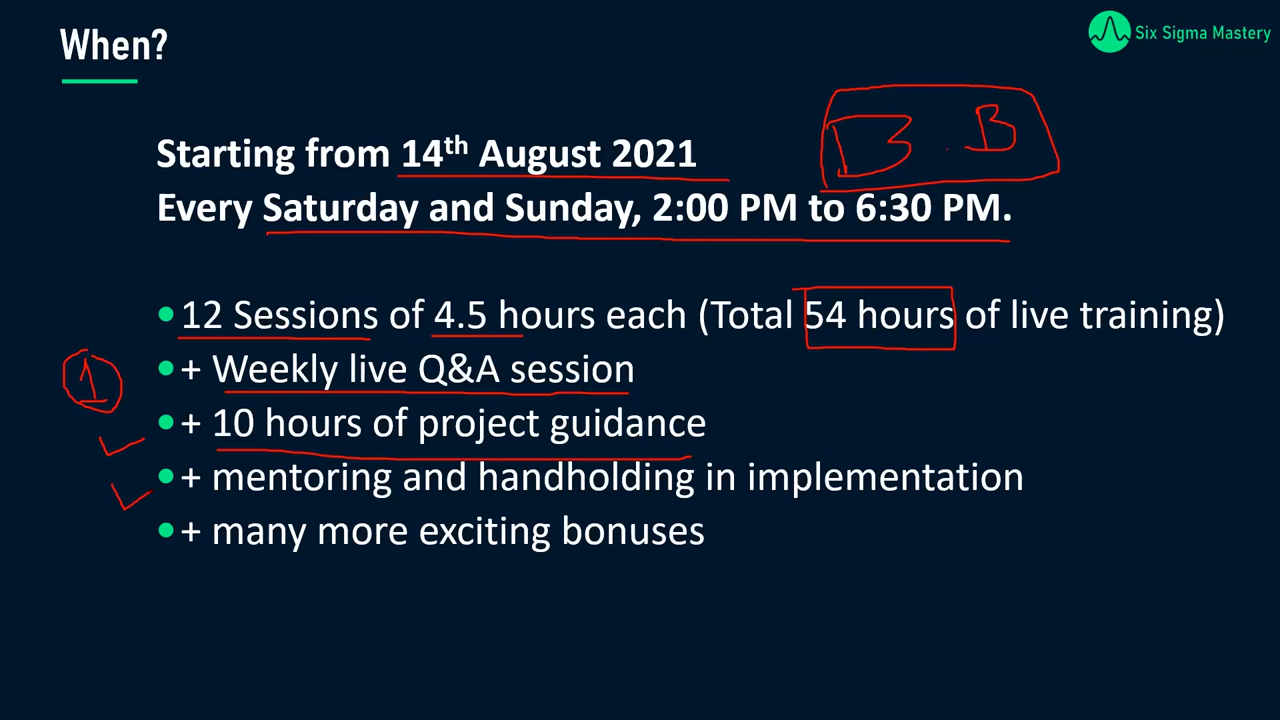 When?
Six Sigma Mastery
B.B
Starting from 14th August 2021
Every Saturday and Sunday, 2:00 PM to 6:30 PM.
•12 Sessions of 4.5 hours each (Total 54 hours of live training)
1
•+ Weekly live Q&A session
•+ 10 hours of project guidance
•+ mentoring and handholding in implementation
•+ many more exciting bonuses